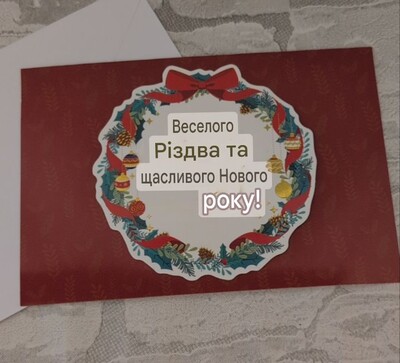 Веселого
Різдва та
щасливого Нового
року!